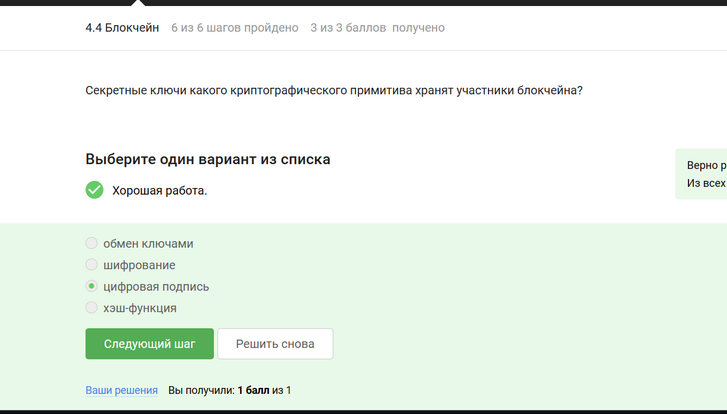 4.4 Блокчейн 6 из 6 шагов пройдено 3 из 3 баллов получено
Секретные ключи какого криптографического примитива хранят участники блокчейна?
Выберите один вариант из списка
Верно р
Хорошая работа.
Из всех
обмен ключами
шифрование
цифровая подпись
хэш-функция
Следующий шаг Решить снова
Ваши решения Вы получили: 1 балл из 1